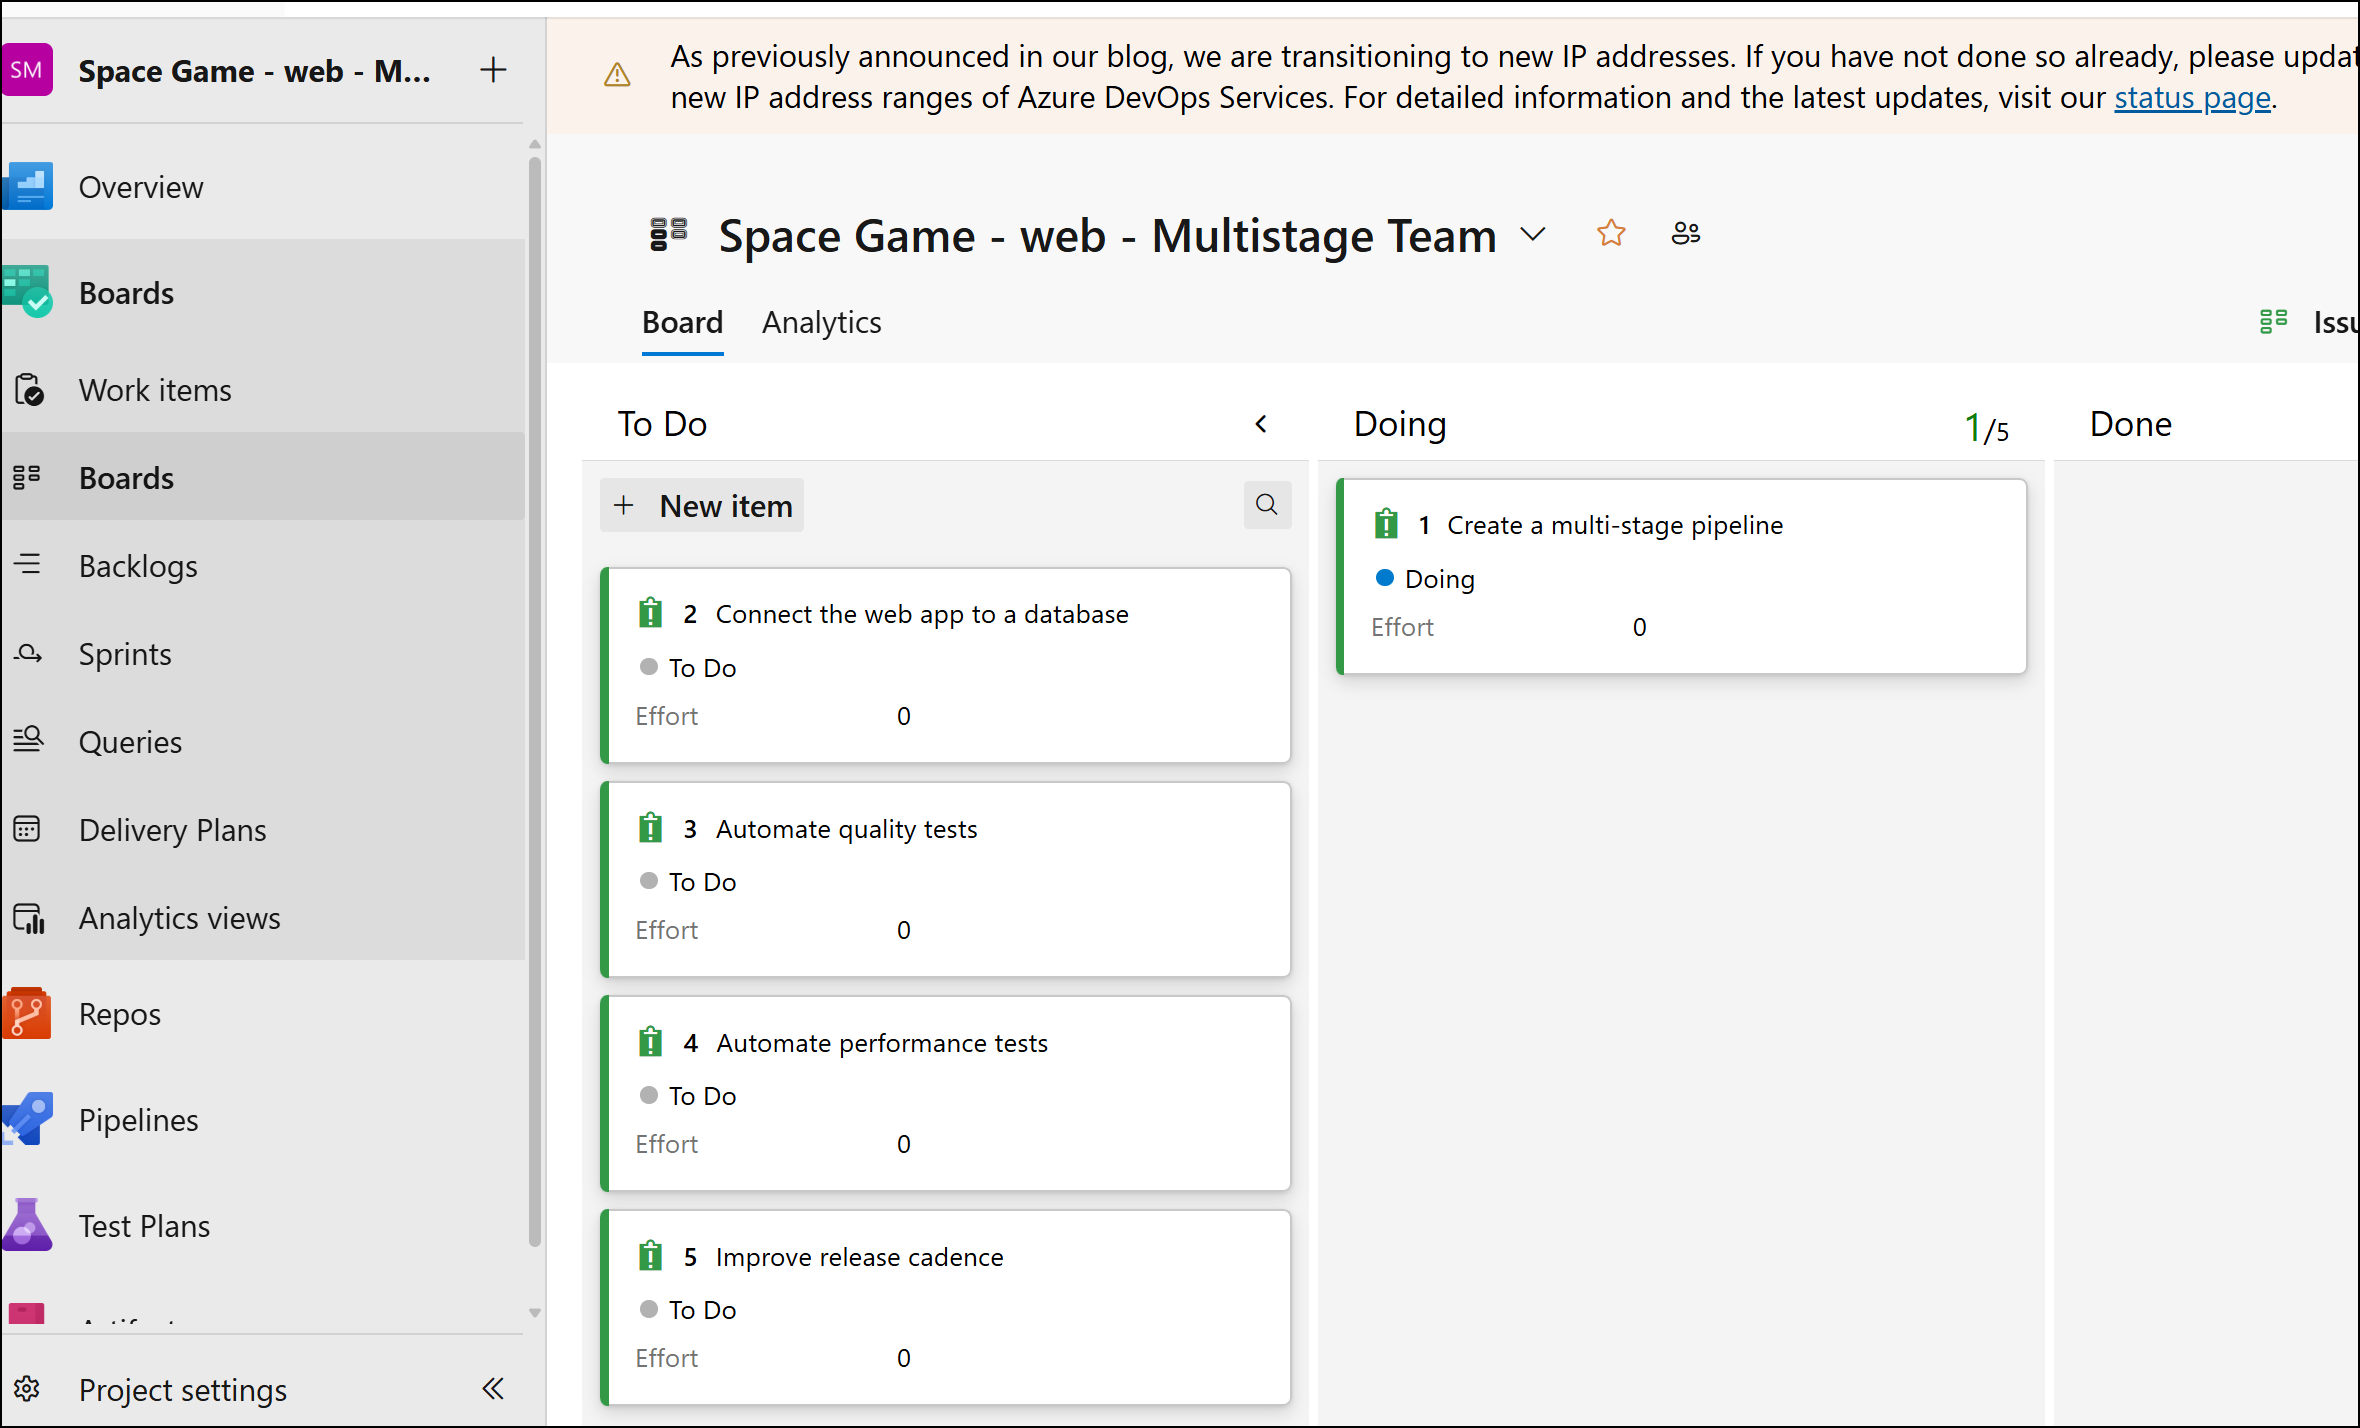 SM
Space Game - web - M...
Overview
Boards
Work items
Boards
Backlogs
Sprints
Queries
Delivery Plans
Analytics views
Repos
Pipelines
Test Plans
Project settings
As previously announced in our blog, we are transitioning to new IP addresses. If you have not done so already, please updat
new IP address ranges of Azure DevOps Services. For detailed information and the latest updates, visit our status page.
Space Game - web - Multistage Team
Board Analytics
Issu
To Do
New item
2 Connect the web app to a database
To Do
Effort 0
3 Automate quality tests
To Do
Effort 0
4 Automate performance tests
To Do
Effort 0
5 Improve release cadence
To Do
Effort 0
Doing 1/5
1 Create a multi-stage pipeline
Doing
Effort 0
Done